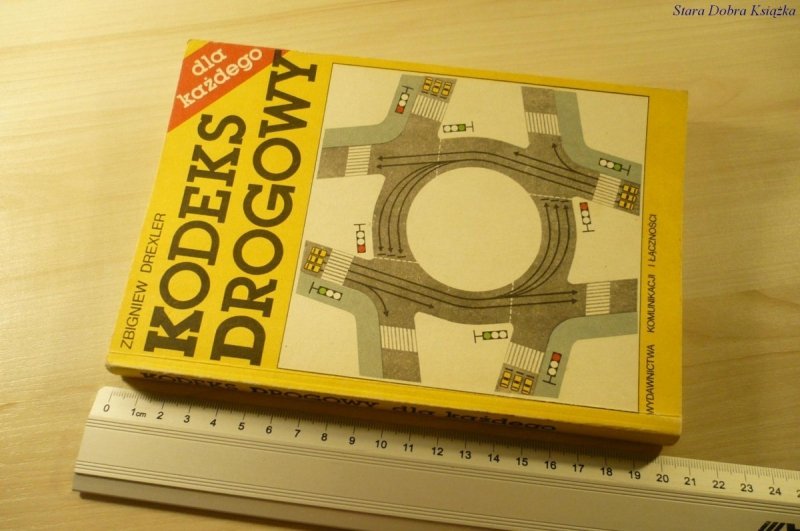 Stara Dobra Książka
dla
każdego
ZBIGNIEW DREXLER
KODEKS
DROGOWY
WYDAWNICTWA KOMUNIKACJI I ŁĄCZNOŚCI
KODEKS DROGOWY dla każdego
0 1cm 2 3 4 5 6 7 8 9 10 11 12 13 14 15 16 17 18 19 20 21 22 23 24